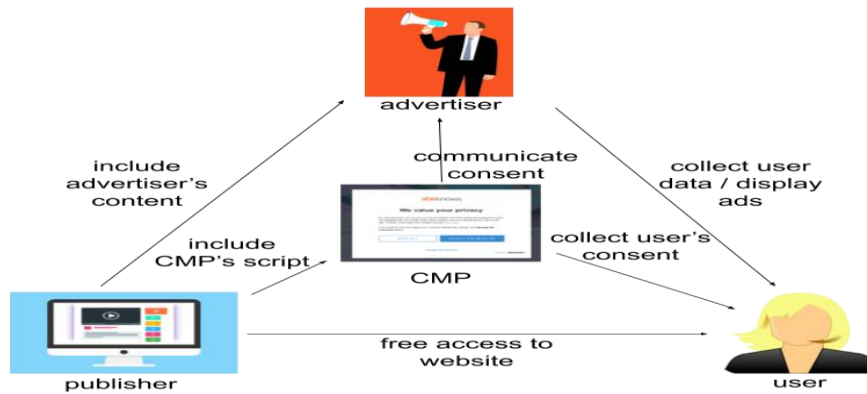 advertiser
include
advertiser's
content
communicate
consent
collect user
data / display
ads
We value your privacy
include
CMP's script
collect user's
consent
CMP
free access to
website
publisher
user